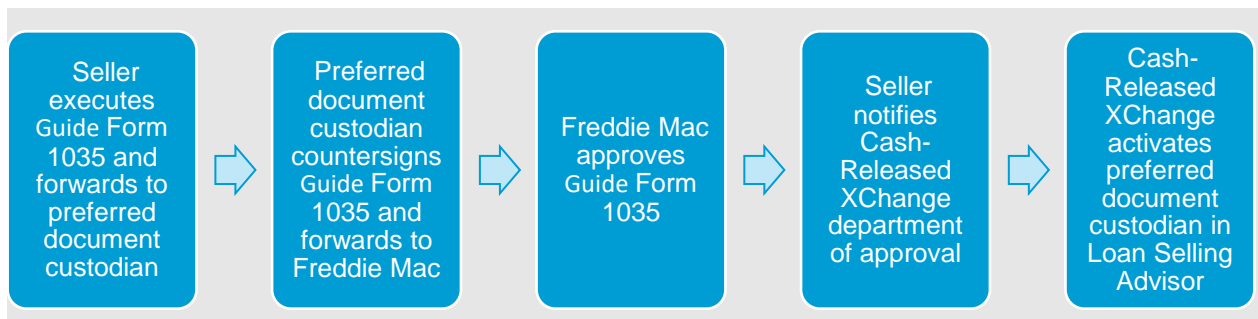 Seller
executes
Guide Form
1035 and
forwards to
preferred
document
custodian
Preferred
document
custodian
countersigns
Guide Form
1035 and
forwards to
Freddie Mac
Freddie Mac
approves
Guide Form
1035
Seller
notifies
Cash-
Released
XChange
department
of approval
Cash-
Released
XChange
activates
preferred
document
custodian in
Loan Selling
Advisor